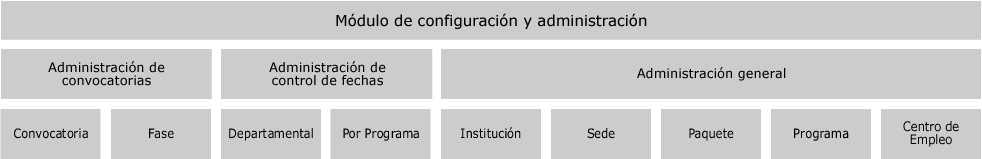 Módulo de configuración y administración
Administración de
convocatorias
Administración de
control de fechas
Administración general
Convocatoria
Fase
Departamental
Por Programa
Institución
Sede
Paquete
Programa
Centro de
Empleo